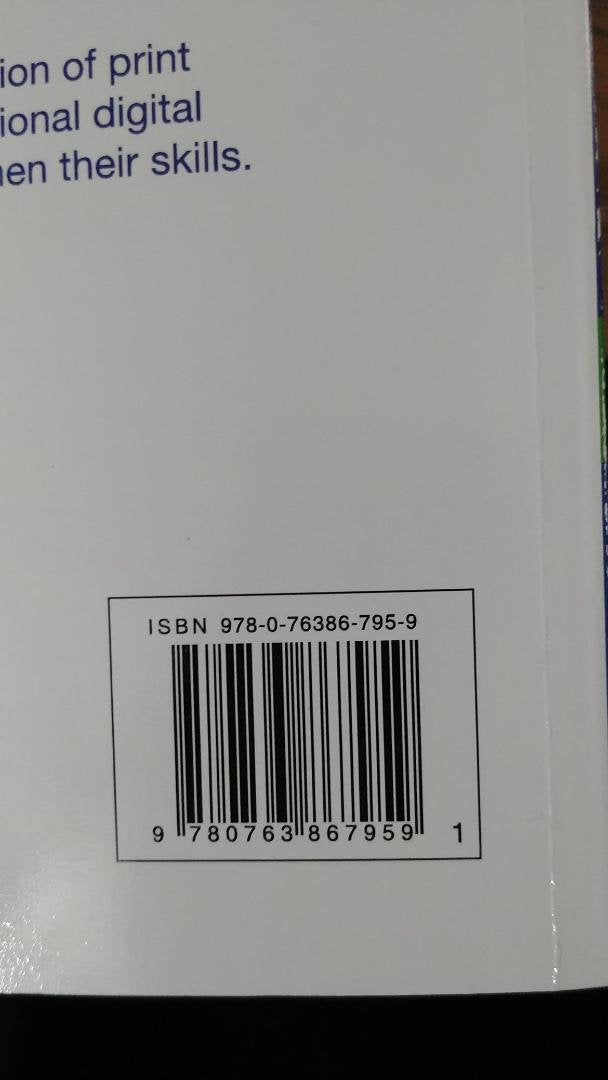 ion of print
ional digital
en their skills.
ISBN 978-0-76386-795-9
9 780763 867959 1